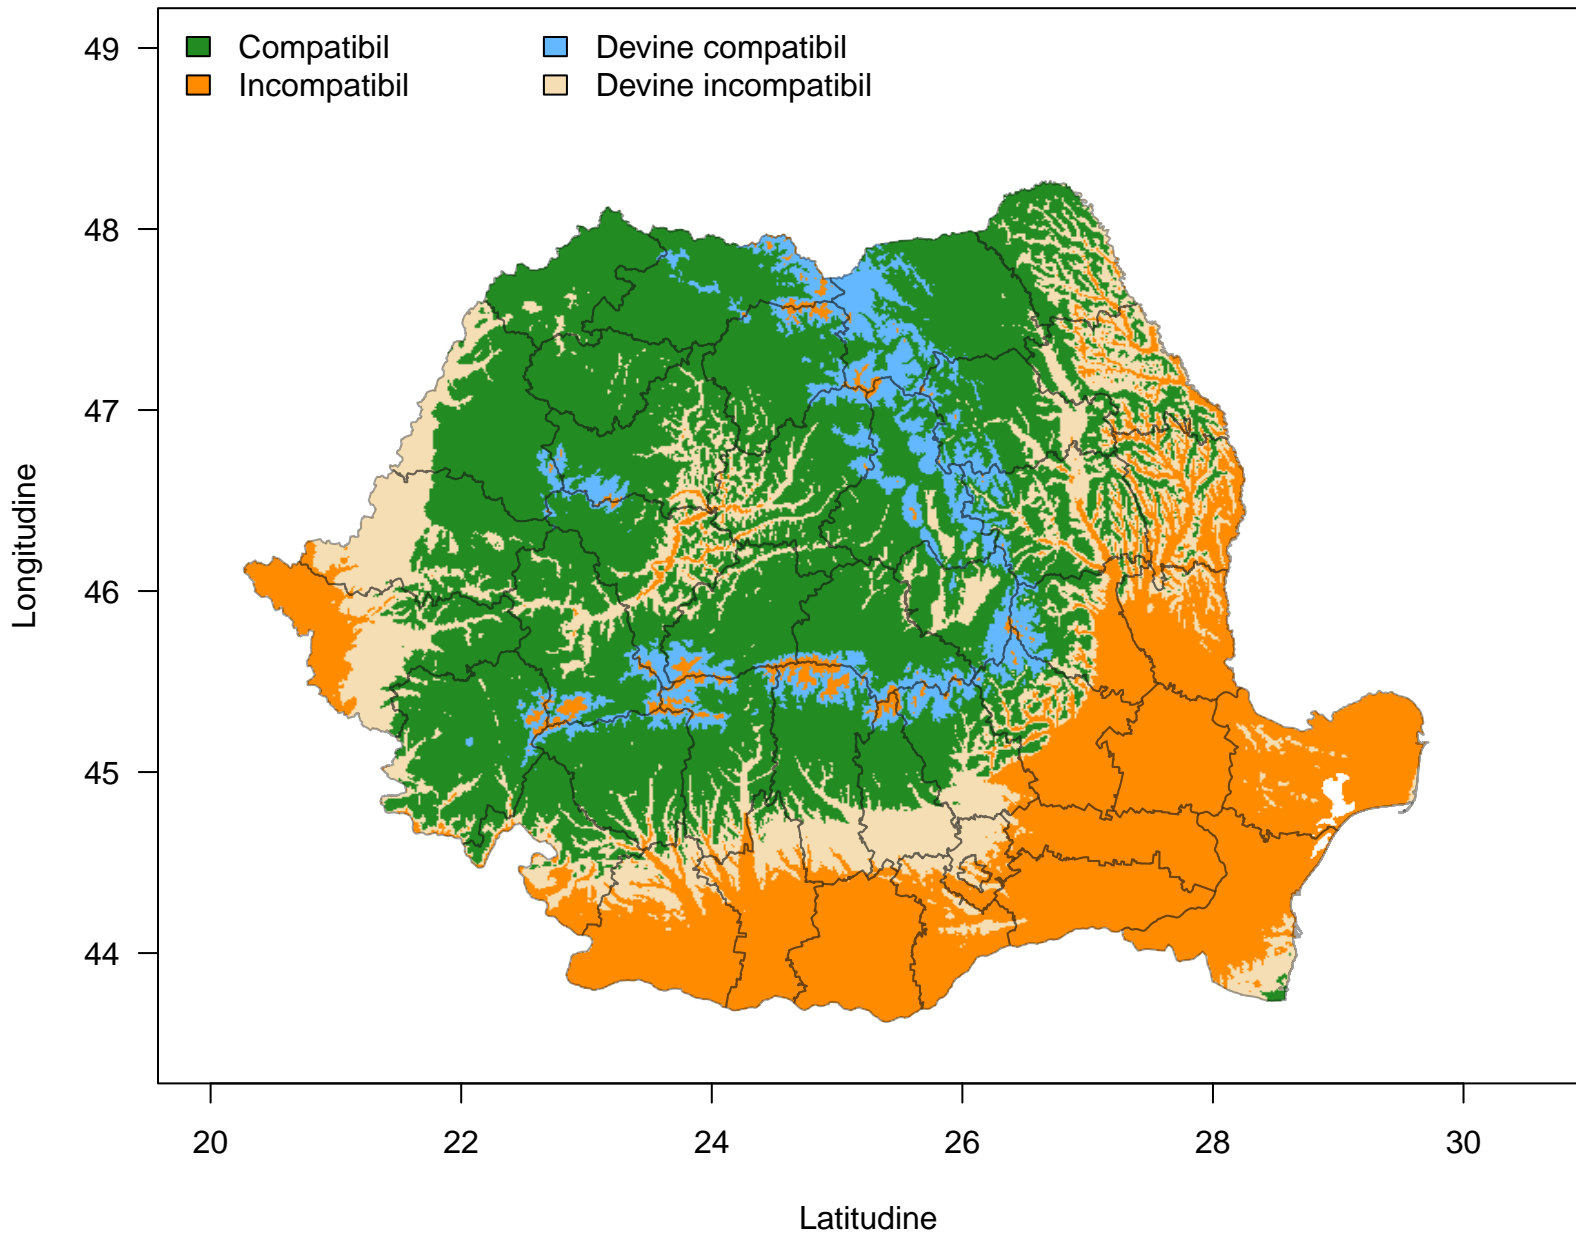 Compatibil
Incompatibil
Devine compatibil
Devine incompatibil
49
48
47
46
45
44
Longitudine
20 22 24 26 28 30
Latitudine